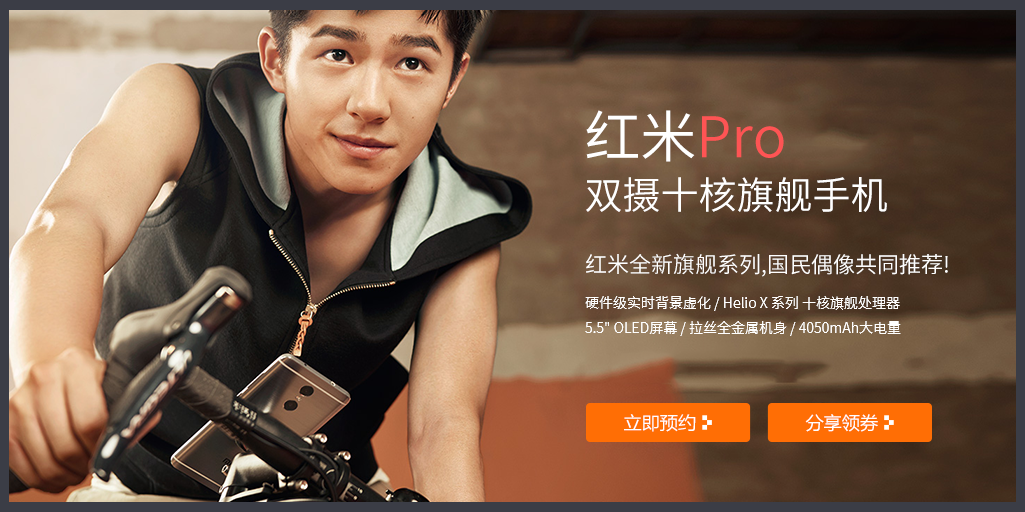 红米Pro
双摄十核旗舰手机
红米全新旗舰系列,国民偶像共同推荐!
硬件级实时背景虚化 / Helio X 系列 十核旗舰处理器
5.5" OLED屏幕 / 拉丝全金属机身 / 4050mAh大电量
立即预约
分享领券